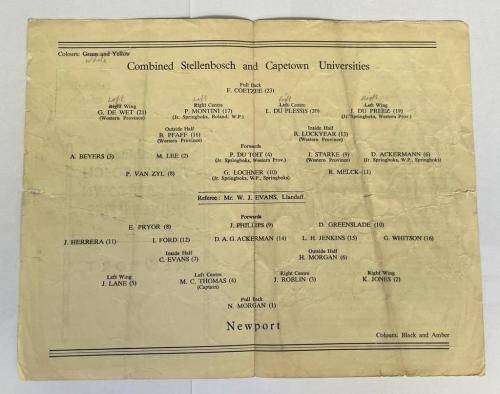 Colours: Green and Yellow
White
Combined Stellenbosch and Capetown Universities
Full Back
F. COETZEE (23)
Left Left Right
Right Wing Right Centre Left Centre Left Wing
G. DE WET (21) P. MONTINI (17) L. DU PLESSIS (20) J. DU PREEZ (19)
(Western Province) (Jr. Springboks, Boland, W.P.) (Jr. Springboks, Western Province)
Outside Half Inside Half
B. PFAFF (16) R. LOCKYEAR (13)
(Western Province) (Western Province)
Forwards
A. BEYERS (3) M. LEE (2) P. DU TOIT (4) J. STARKE (9) D. ACKERMANN (6)
(Jr. Springboks, Western Prov.) (Western Province) (Jr. Springboks, W.P., Springboks)
P. VAN ZYL (8) G. LOCHNER (10) R. MELCK (11)
(Jr. Springboks, W.P., Springboks)
Referee: Mr. W. J. EVANS, Llandaff.
Forwards
E. PRYOR (8) J. PHILLIPS (9) D. GREENSLADE (10)
J. HERRERA (11) I. FORD (12) D. A. G. ACKERMAN (14) L. H. JENKINS (15) G. WHITSON (16)
Inside Half Outside Half
C. EVANS (7) H. MORGAN (6)
Left Wing Left Centre Right Centre Right Wing
J. LANE (5) M. C. THOMAS (4) J. ROBLIN (3) K. JONES (2)
(Captain)
Full Back
N. MORGAN (1)
Newport
Colours: Black and Amber